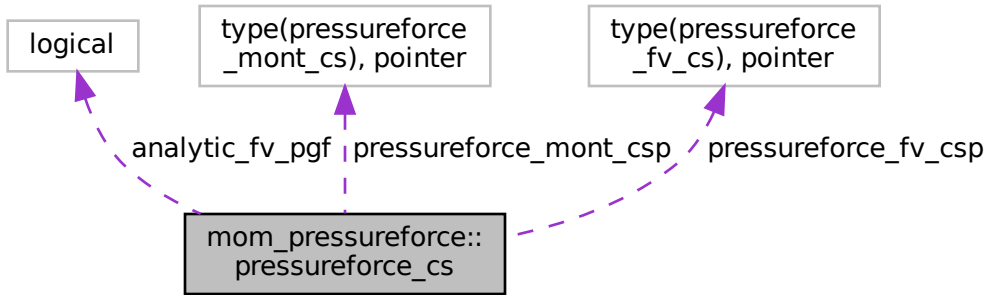 logical
type(pressureforce
_mont_cs), pointer
type(pressureforce
_fv_cs), pointer
analytic_fv_pgf
pressureforce_mont_csp
pressureforce_fv_csp
mom_pressureforce::
pressureforce_cs